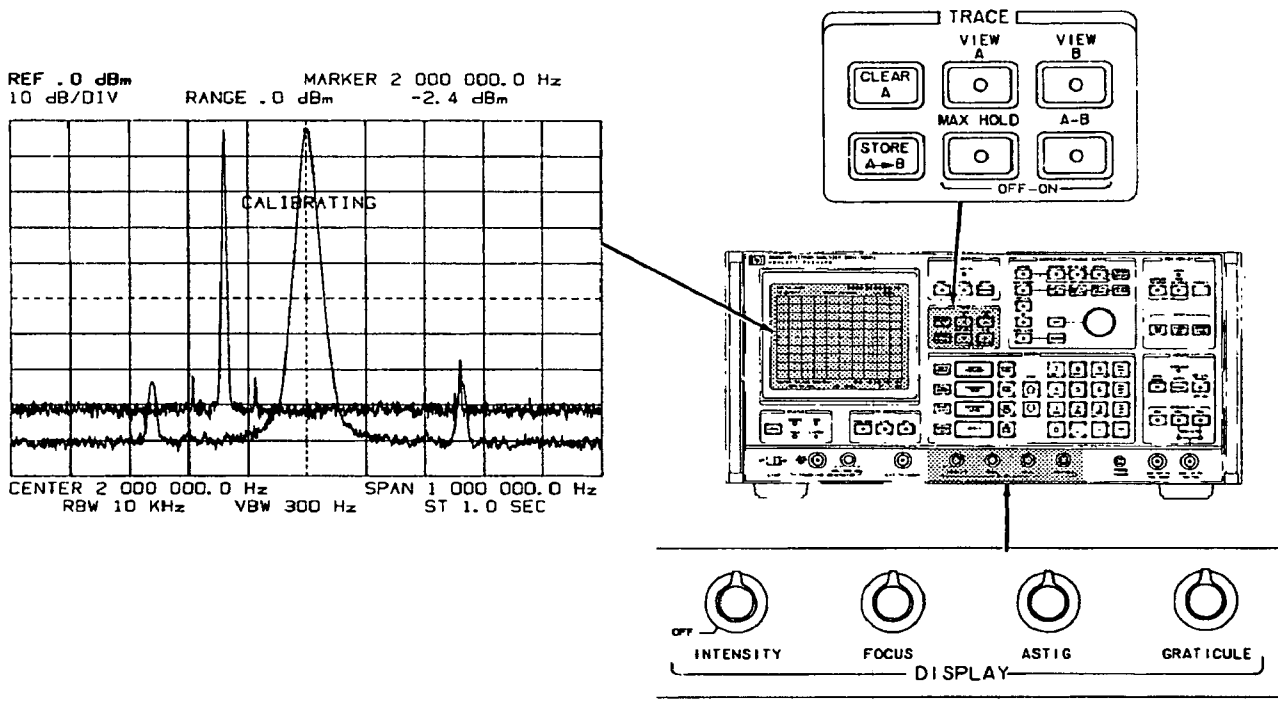 TRACE
VIEW A
VIEW B
CLEAR A
MAX HOLD
A-B
STORE A►B
OFF-ON
REF .0 dBm
MARKER 2 000 000.0 Hz
10 dB/DIV
RANGE .0 dBm
-2.4 dBm
CALIBRATING
CENTER 2 000 000.0 Hz
SPAN 1 000 000.0 Hz
RBW 10 KHz
VBW 300 Hz
ST 1.0 SEC
OFF
INTENSITY
FOCUS
ASTIG
GRATICULE
DISPLAY